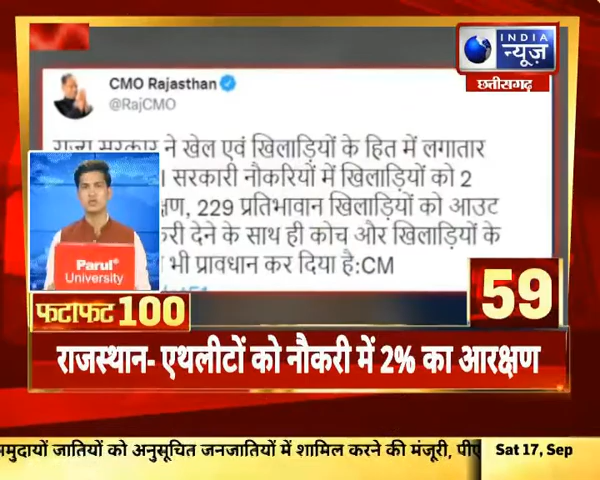 INDIA
न्यूज़
छत्तीसगढ़
CMO Rajasthan
@RajCMO
सरकार ने खेल एवं खिलाड़ियों के हित में लगातार
। सरकारी नौकरियों में खिलाड़ियों को 2
229 प्रतिभावान खिलाड़ियों को आउट
देने के साथ ही कोच और खिलाड़ियों के
भी प्रावधान कर दिया है:CM
Parul
University
फटाफट 100
59
राजस्थान- एथलीटों को नौकरी में 2% का आरक्षण
जातियों को अनुसूचित जनजातियों में शामिल करने की मंजूरी,
Sat 17, Sep